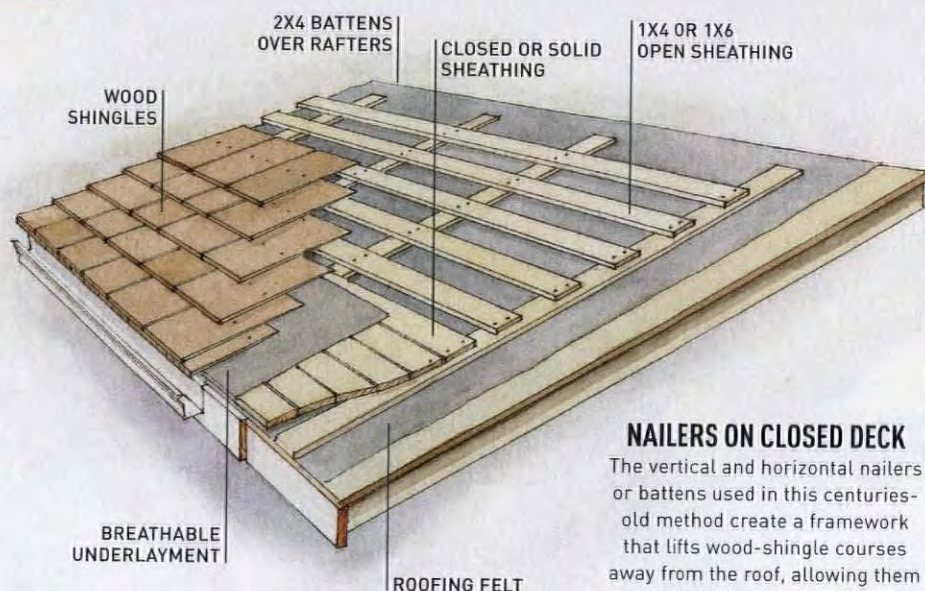 2X4 BATTENS
OVER RAFTERS
CLOSED OR SOLID
SHEATHING
1X4 OR 1X6
OPEN SHEATHING
WOOD
SHINGLES
NAILERS ON CLOSED DECK
The vertical and horizontal nailers
or battens used in this centuries-
old method create a framework
that lifts wood-shingle courses
away from the roof, allowing them
BREATHABLE
UNDERLAYMENT
ROOFING FELT